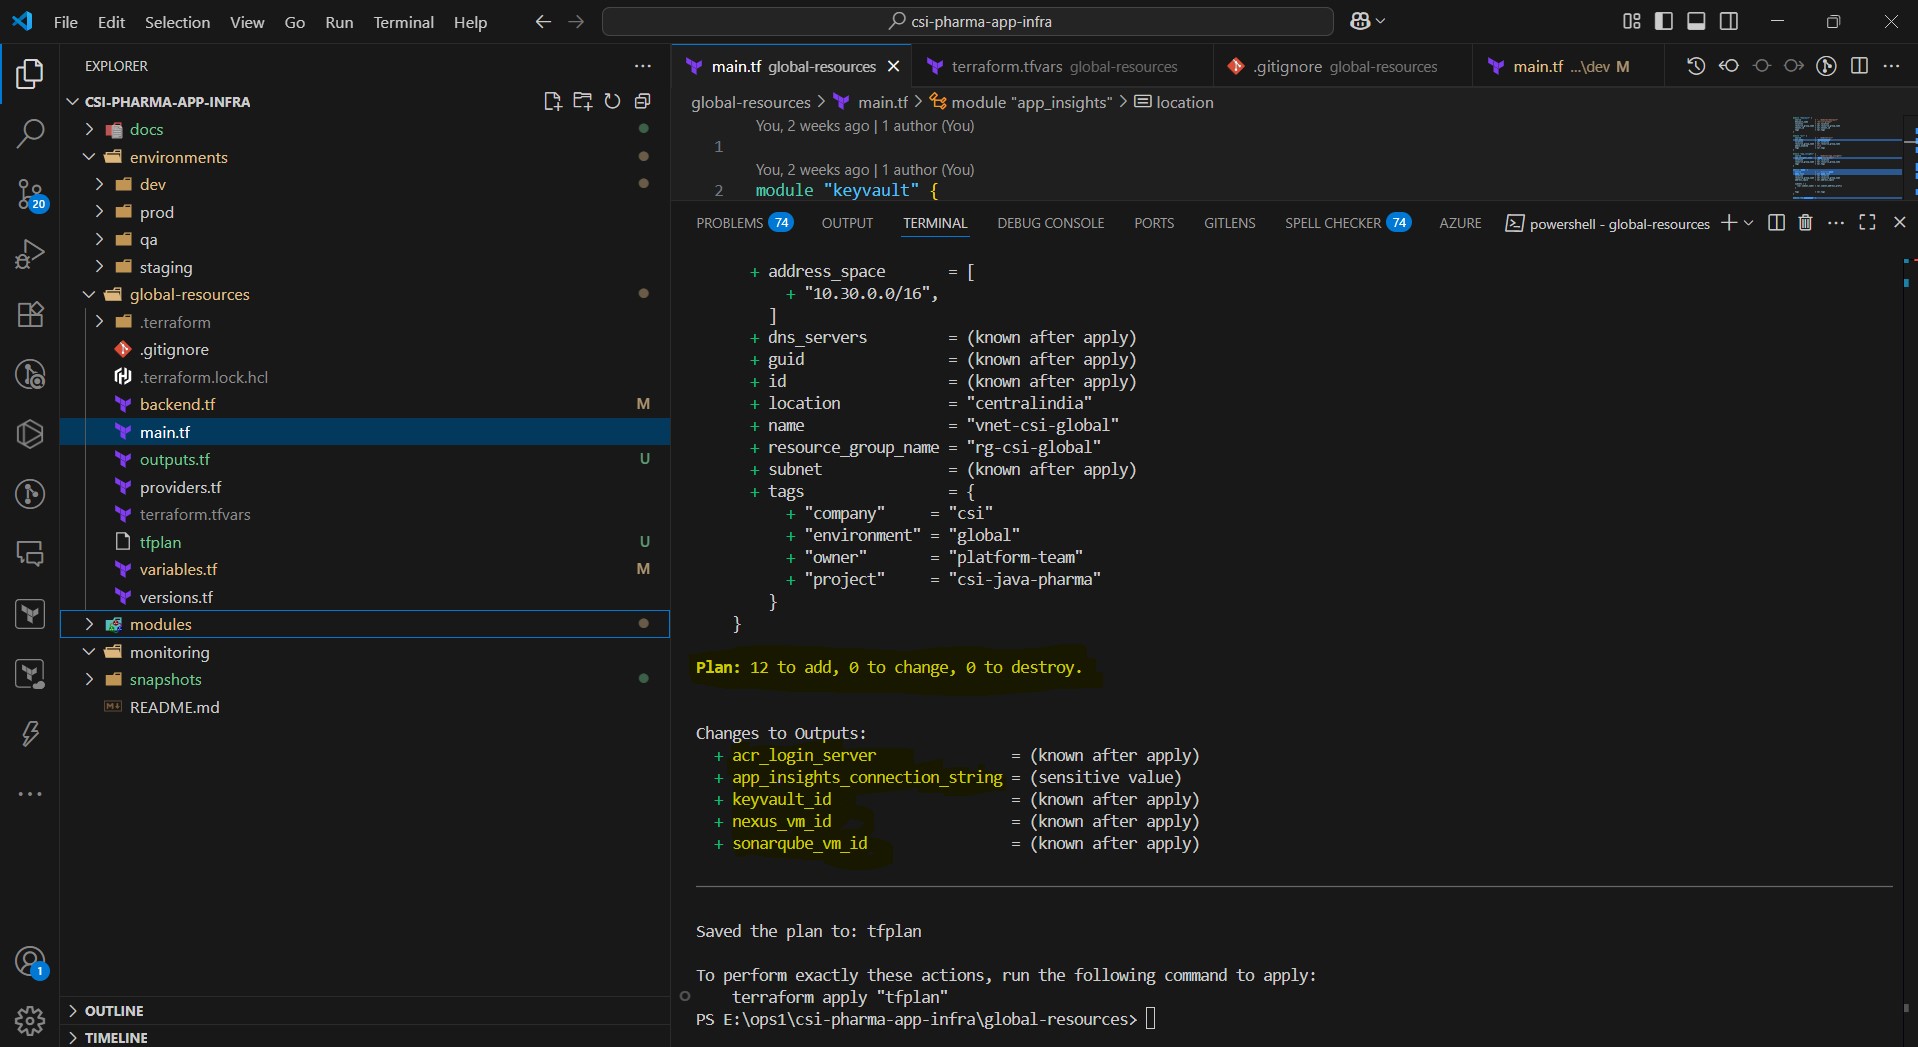 File Edit Selection View Go Run Terminal Help
csi-pharma-app-infra
EXPLORER
CSI-PHARMA-APP-INFRA
docs
environments
dev
prod
qa
staging
global-resources
.terraform
.gitignore
.terraform.lock.hcl
backend.tf M
main.tf
outputs.tf U
providers.tf
terraform.tfvars
tfplan U
variables.tf M
versions.tf
modules
monitoring
snapshots
README.md
OUTLINE
TIMELINE
20
1
main.tf global-resources terraform.tfvars global-resources .gitignore global-resources main.tf ...\dev M
global-resources > main.tf > module "app_insights" > location
You, 2 weeks ago | 1 author (You)
1
You, 2 weeks ago | 1 author (You)
2 module "keyvault" {
PROBLEMS 74 OUTPUT TERMINAL DEBUG CONSOLE PORTS GITLENS SPELL CHECKER 74 AZURE powershell - global-resources
+ address_space = [
+ "10.30.0.0/16",
]
+ dns_servers = (known after apply)
+ guid = (known after apply)
+ id = (known after apply)
+ location = "centralindia"
+ name = "vnet-csi-global"
+ resource_group_name = "rg-csi-global"
+ subnet = (known after apply)
+ tags = {
+ "company" = "csi"
+ "environment" = "global"
+ "owner" = "platform-team"
+ "project" = "csi-java-pharma"
}
}
Plan: 12 to add, 0 to change, 0 to destroy.
Changes to Outputs:
+ acr_login_server = (known after apply)
+ app_insights_connection_string = (sensitive value)
+ keyvault_id = (known after apply)
+ nexus_vm_id = (known after apply)
+ sonarqube_vm_id = (known after apply)
Saved the plan to: tfplan
To perform exactly these actions, run the following command to apply:
terraform apply "tfplan"
PS E:\ops1\csi-pharma-app-infra\global-resources>